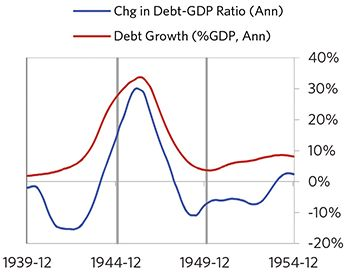 Chg in Debt-GDP Ratio (Ann)
Debt Growth (%GDP, Ann)
40%
30%
20%
10%
0%
-10%
-20%
1939-12 1944-12 1949-12 1954-12